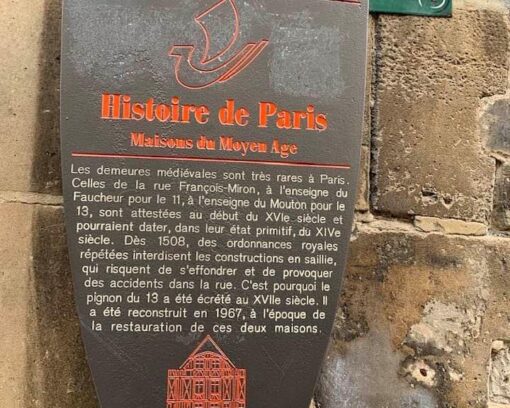 Histoire de Paris
Maisons du Moyen Age
Les demeures médiévales sont très rares à Paris.
Celles de la rue François-Miron, à l'enseigne du
Faucheur pour le 11, à l'enseigne du Mouton pour le
13, sont attestées au début du XVIe siècle et
pourraient dater, dans leur état primitif, du XIVe
siècle. Dès 1508, des ordonnances royales
répétées interdisent les constructions en saillie,
qui risquent de s'effondrer et de provoquer
des accidents dans la rue. C'est pourquoi le
pignon du 13 a été écrêté au XVIIe siècle. Il
a été reconstruit en 1967, à l'époque de
la restauration de ces deux maisons.